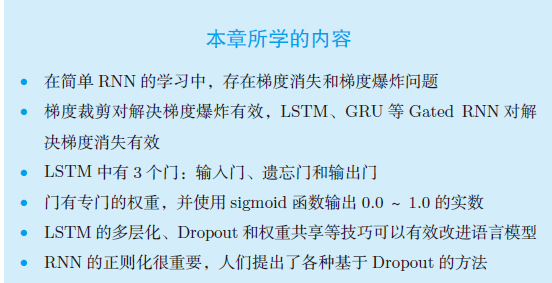 本章所学的内容
• 在简单 RNN 的学习中，存在梯度消失和梯度爆炸问题
• 梯度裁剪对解决梯度爆炸有效，LSTM、GRU 等 Gated RNN 对解
决梯度消失有效
• LSTM 中有 3 个门：输入门、遗忘门和输出门
• 门有专门的权重，并使用 sigmoid 函数输出 0.0 ~ 1.0 的实数
• LSTM 的多层化、Dropout 和权重共享等技巧可以有效改进语言模型
• RNN 的正则化很重要，人们提出了各种基于 Dropout 的方法